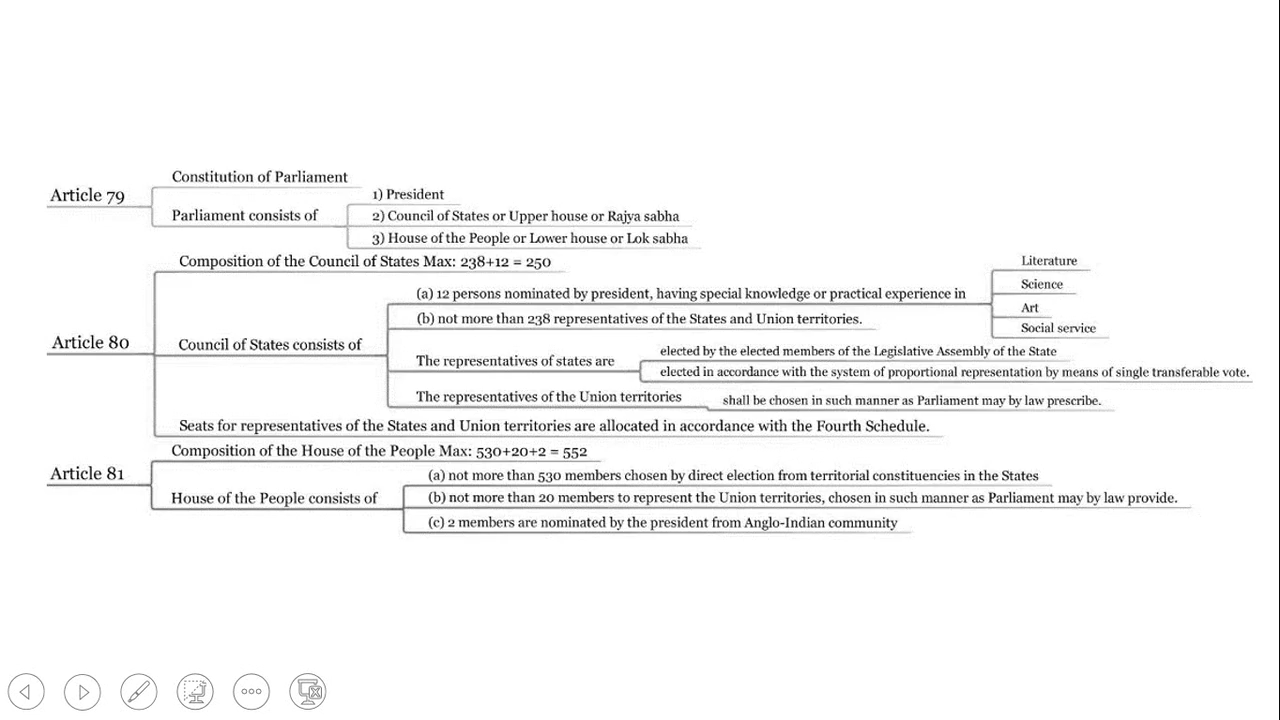 Constitution of Parliament
Article 79
1) President
Parliament consists of
2) Council of States or Upper house or Rajya sabha
3) House of the People or Lower house or Lok sabha
Composition of the Council of States Max: 238+12 = 250
Literature
Science
(a) 12 persons nominated by president, having special knowledge or practical experience in
Art
(b) not more than 238 representatives of the States and Union territories.
Social service
Article 80
Council of States consists of
elected by the elected members of the Legislative Assembly of the State
The representatives of states are
elected in accordance with the system of proportional representation by means of single transferable vote.
The representatives of the Union territories
shall be chosen in such manner as Parliament may by law prescribe.
Seats for representatives of the States and Union territories are allocated in accordance with the Fourth Schedule.
Composition of the House of the People Max: 530+20+2 = 552
Article 81
(a) not more than 530 members chosen by direct election from territorial constituencies in the States
House of the People consists of
(b) not more than 20 members to represent the Union territories, chosen in such manner as Parliament may by law provide.
(c) 2 members are nominated by the president from Anglo-Indian community